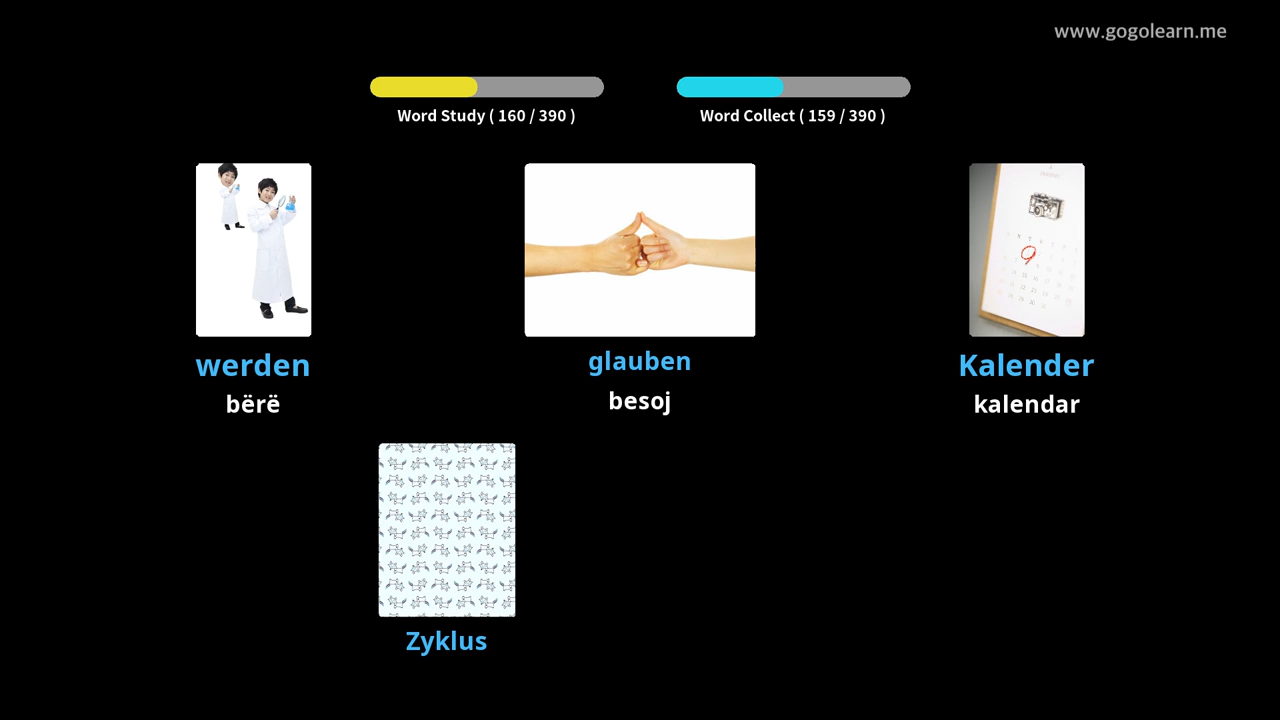 www.gogolearn.me
Word Study ( 160 / 390 )
Word Collect ( 159 / 390 )
werden
bërë
glauben
besoj
Kalender
kalendar
Zyklus